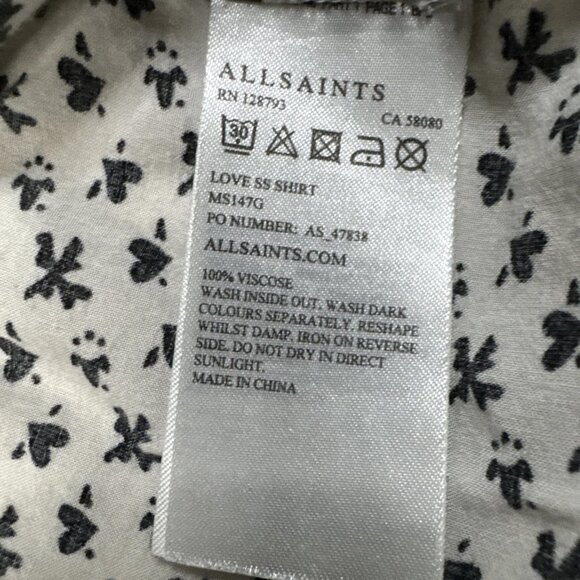 PAGE 1
ALLSAINTS
RN 128793 CA 58080
30
LOVE SS SHIRT
MS147G
PO NUMBER: AS_47838
ALLSAINTS.COM
100% VISCOSE
WASH INSIDE OUT. WASH DARK
COLOURS SEPARATELY. RESHAPE
WHILST DAMP. IRON ON REVERSE
SIDE. DO NOT DRY IN DIRECT
SUNLIGHT.
MADE IN CHINA